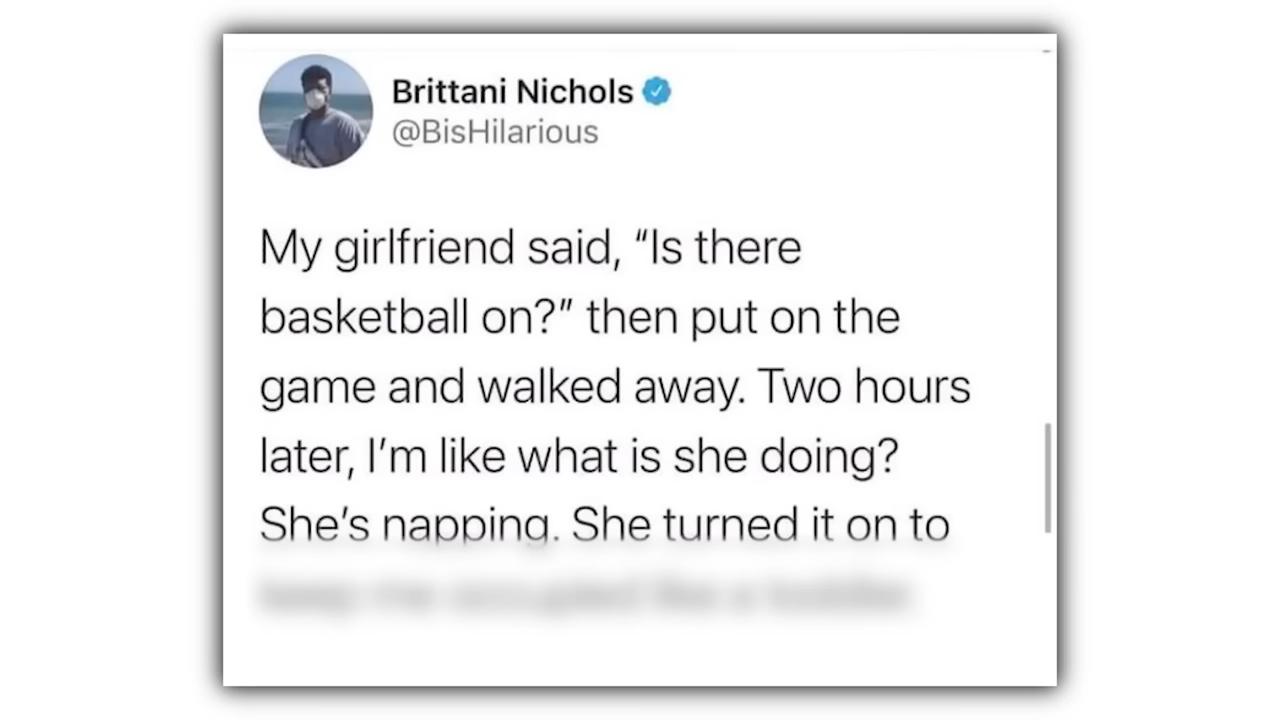 Brittani Nichols
@BisHilarious
My girlfriend said, “Is there
basketball on?” then put on the
game and walked away. Two hours
later, I’m like what is she doing?
She’s napping. She turned it on to